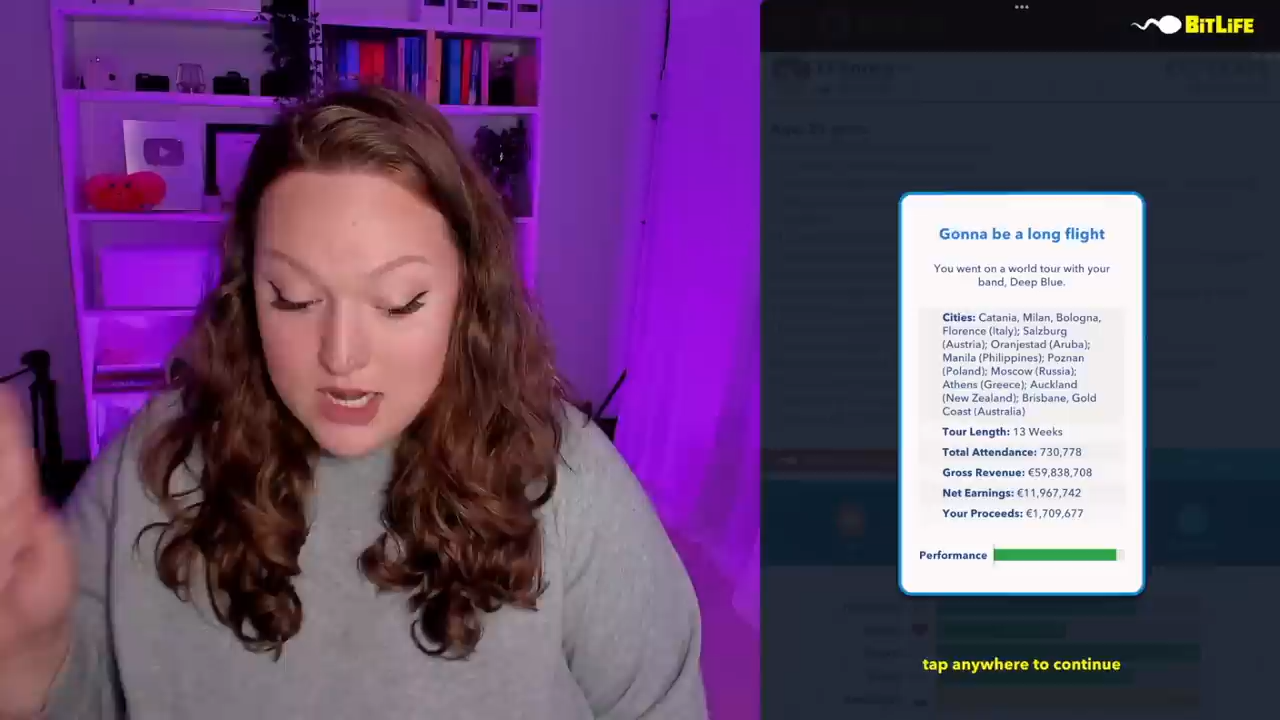 BitLiFE
Gonna be a long flight
You went on a world tour with your
band, Deep Blue.
Cities: Catania, Milan, Bologna,
Florence (Italy); Salzburg
(Austria); Oranjestad (Aruba);
Manila (Philippines); Poznan
(Poland); Moscow (Russia);
Athens (Greece); Auckland
(New Zealand); Brisbane, Gold
Coast (Australia)
Tour Length: 13 Weeks
Total Attendance: 730,778
Gross Revenue: €59,838,708
Net Earnings: €11,967,742
Your Proceeds: €1,709,677
Performance
tap anywhere to continue